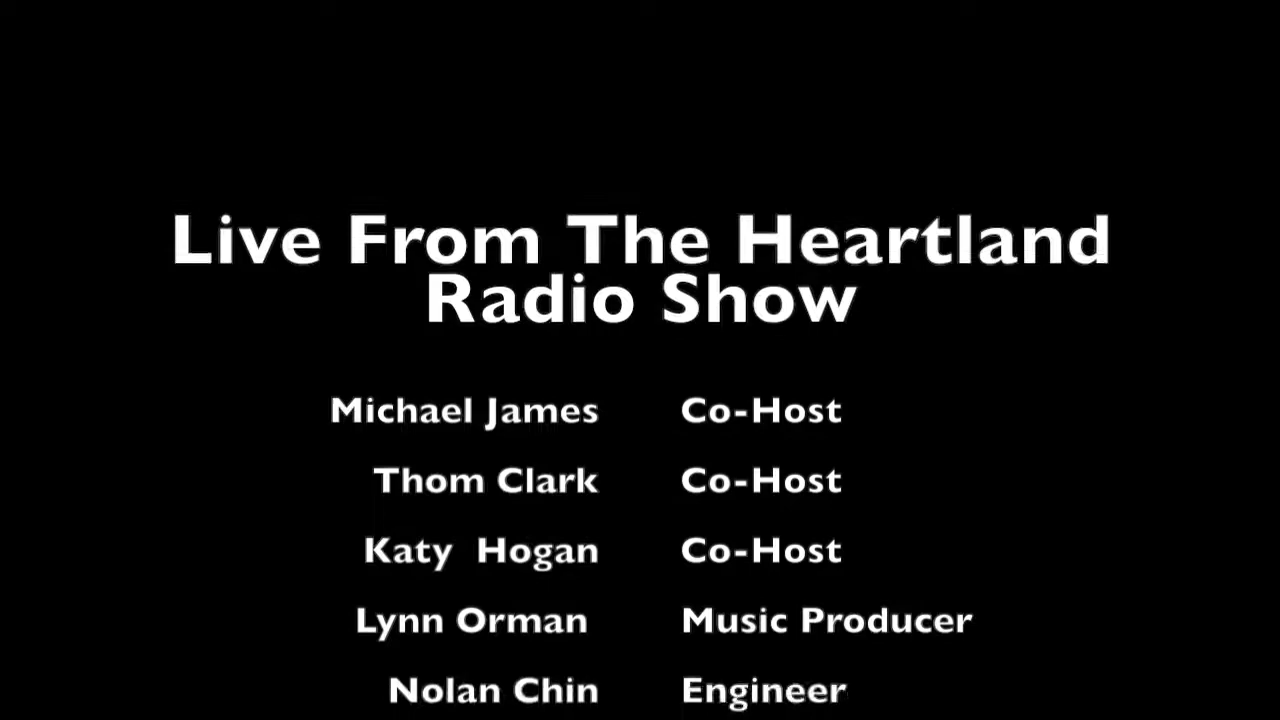 Live From The Heartland
Radio Show
Michael James Co-Host
Thom Clark Co-Host
Katy Hogan Co-Host
Lynn Orman Music Producer
Nolan Chin Engineer